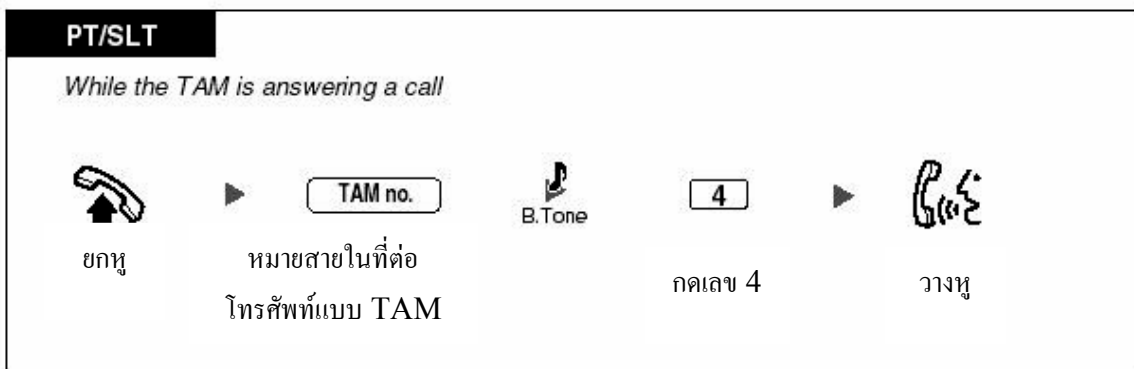 PT/SLT
While the TAM is answering a call
TAM no.
B.Tone
4
ยกหู
หมายสายในที่ต่อ
โทรศัพท์แบบ TAM
กดเลข 4
วางหู